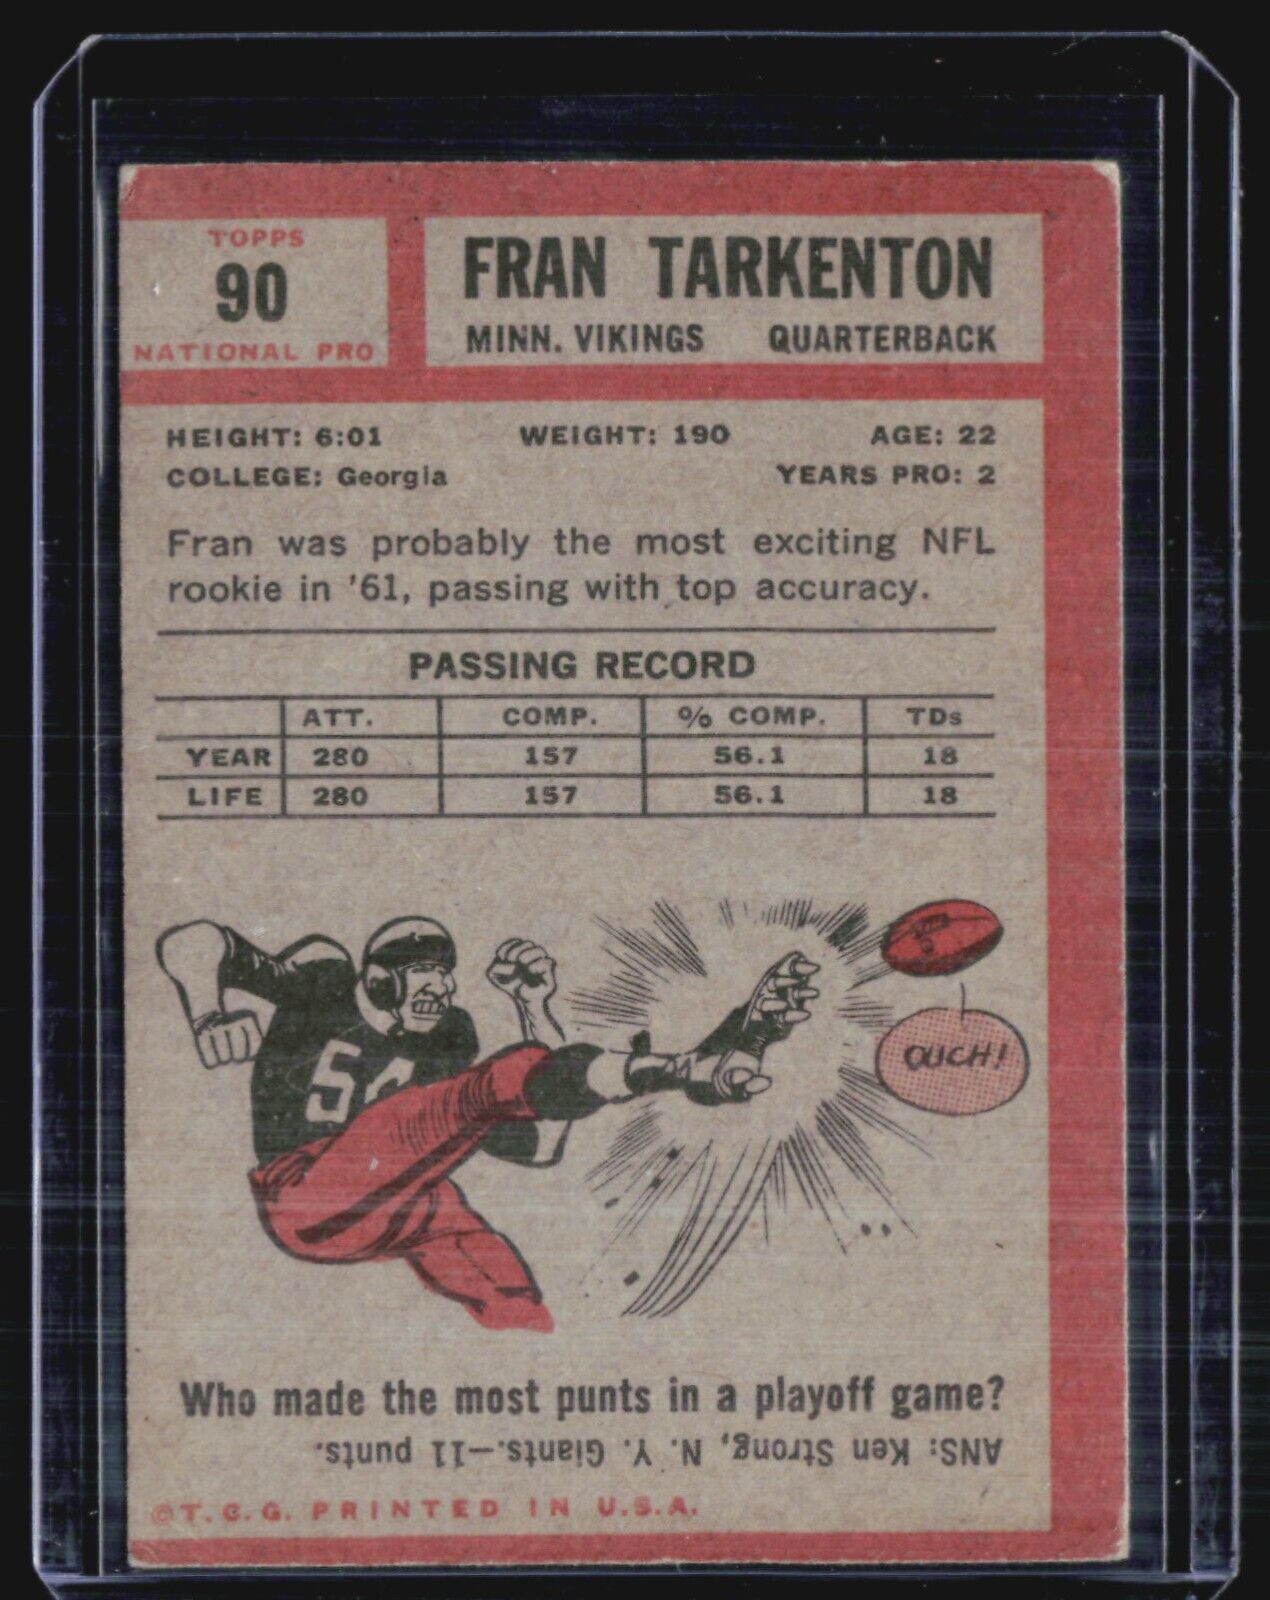 TOPPS
90
NATIONAL PRO
FRAN TARKENTON
MINN. VIKINGS QUARTERBACK
HEIGHT: 6:01 WEIGHT: 190 AGE: 22
COLLEGE: Georgia YEARS PRO: 2
Fran was probably the most exciting NFL
rookie in '61, passing with top accuracy.
PASSING RECORD
ATT. COMP. % COMP. TDs
YEAR 280 157 56.1 18
LIFE 280 157 56.1 18
54
OUCH!
Who made the most punts in a playoff game?
ANS: Ken Strong, N. Y. Giants.—11 punts.
©T. C. G. PRINTED IN U.S.A.